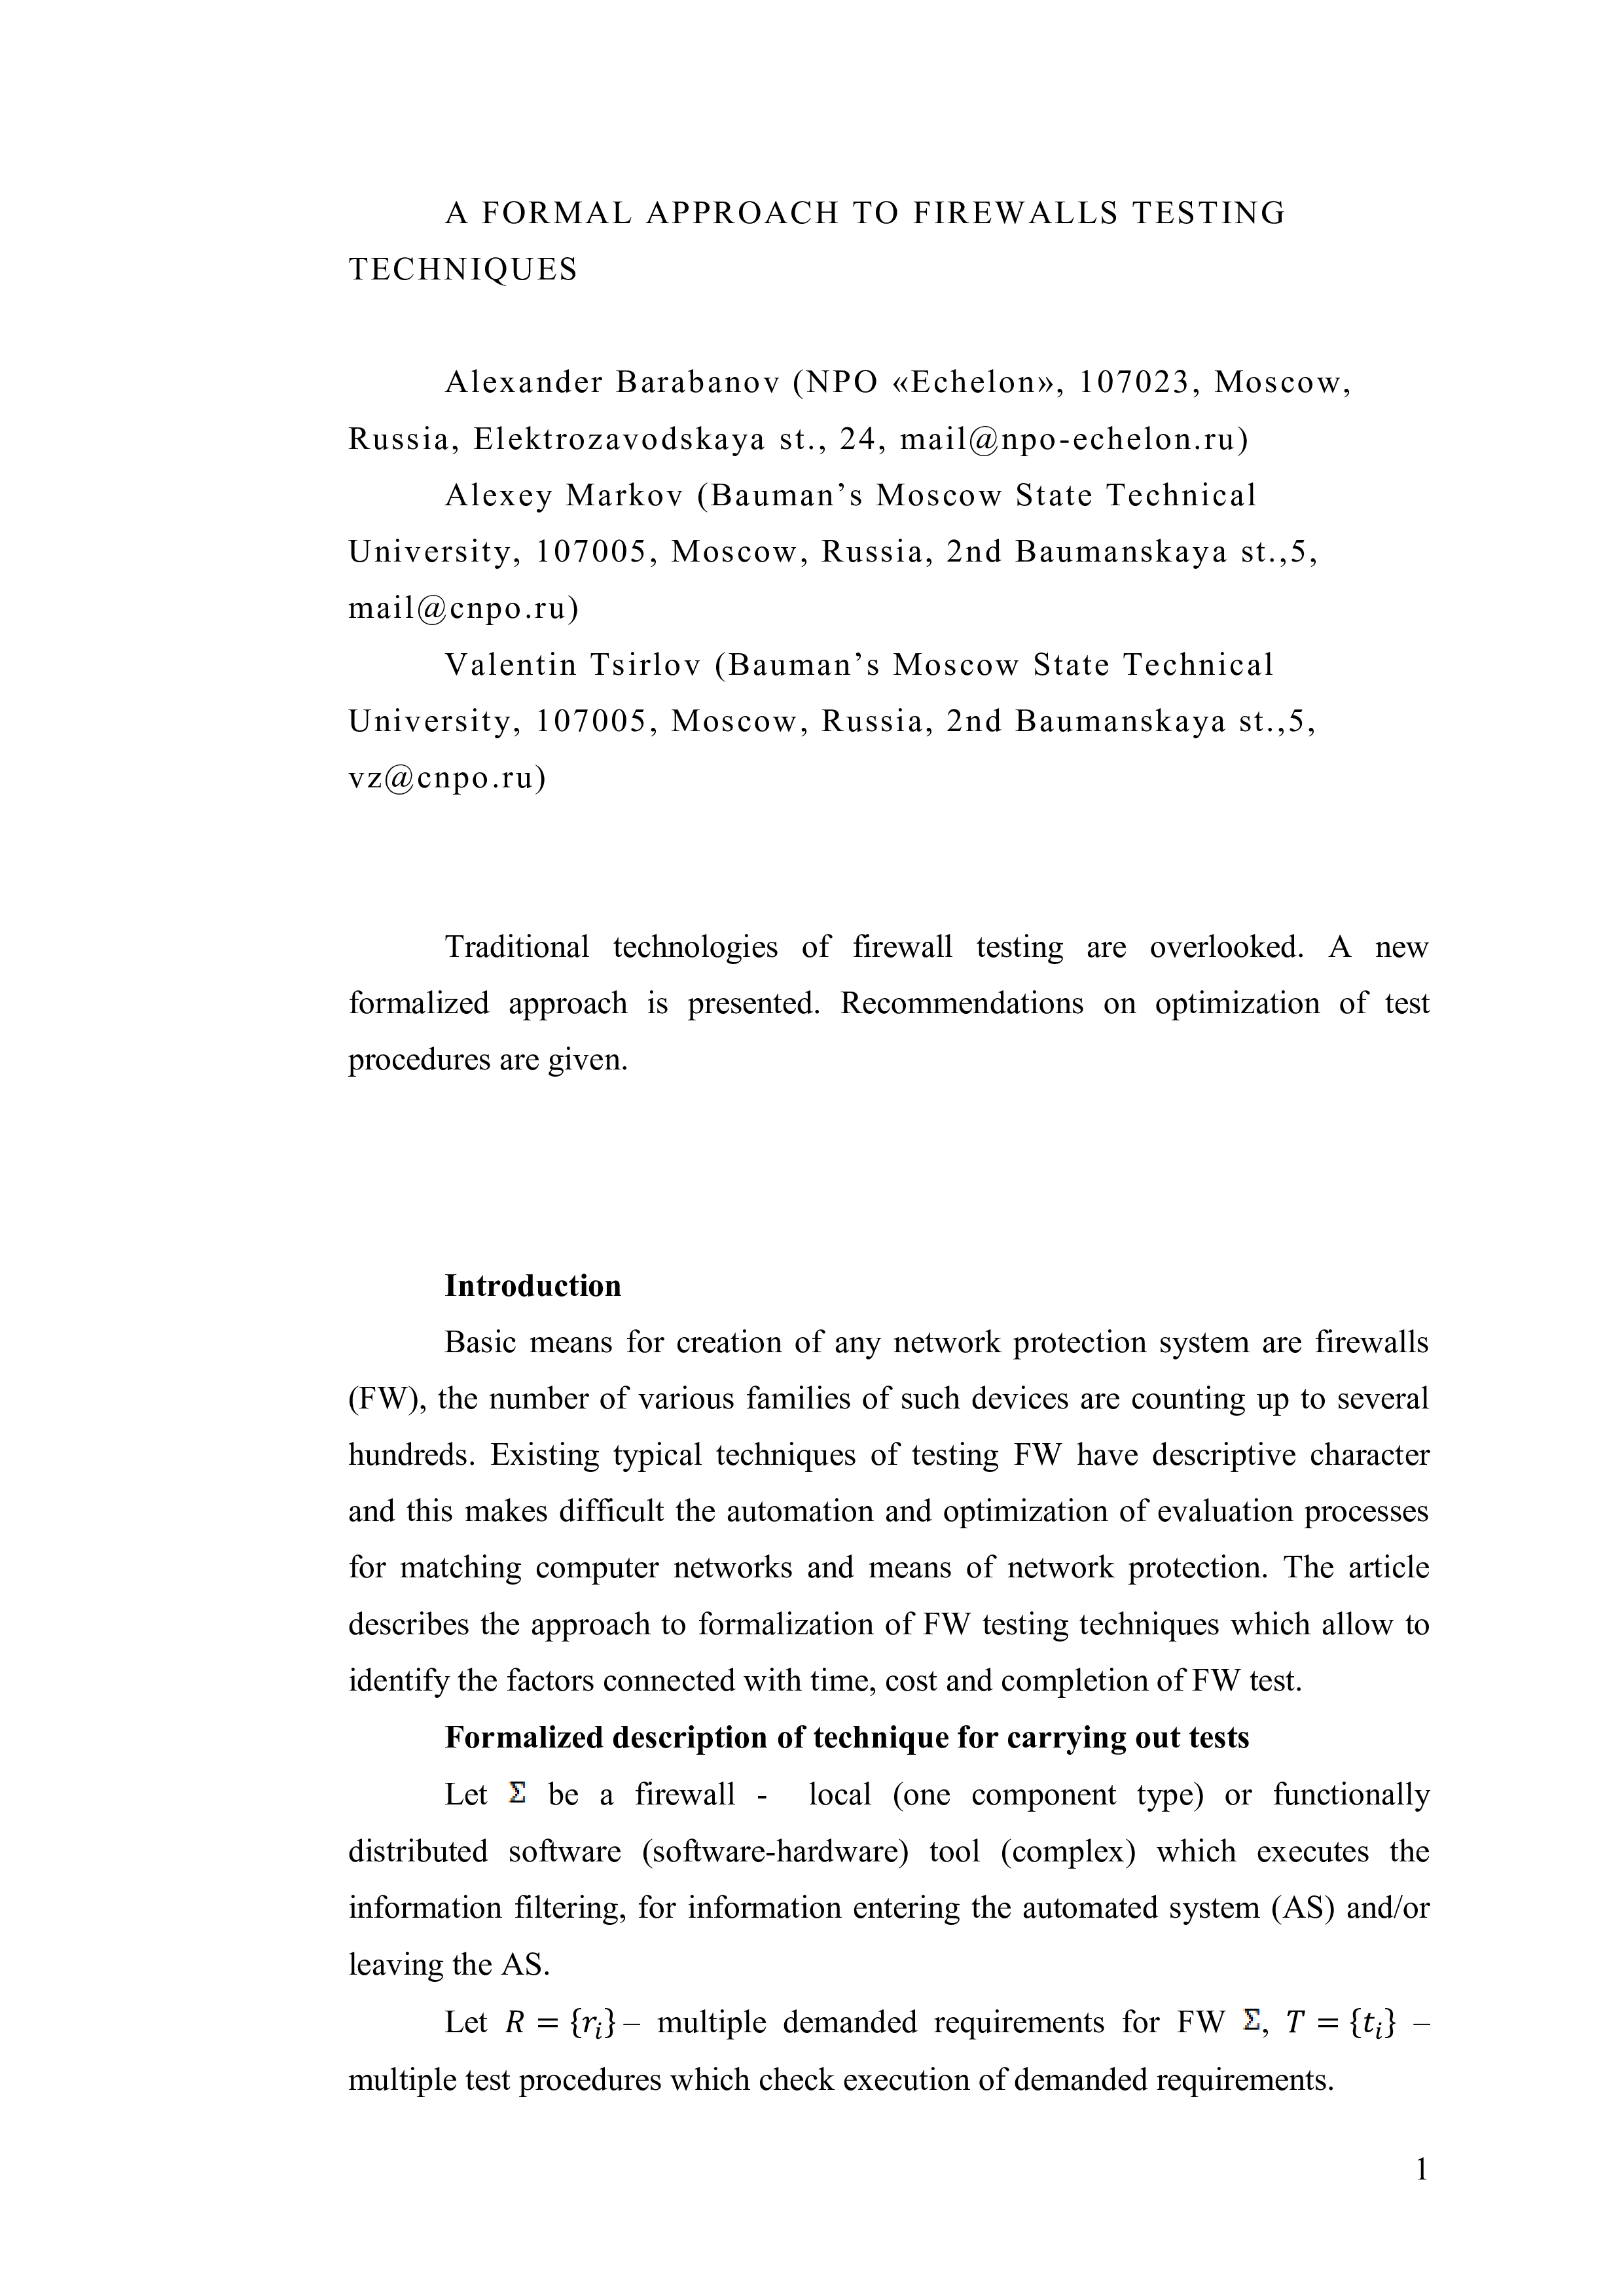 A FORMAL APPROACH TO FIREWALLS TESTING
TECHNIQUES
Alexander Barabanov (NPO «Echelon», 107023, Moscow,
Russia, Elektrozavodskaya st., 24, mail@npo-echelon.ru)
Alexey Markov (Bauman’s Moscow State Technical
University, 107005, Moscow, Russia, 2nd Baumanskaya st.,5,
mail@cnpo.ru)
Valentin Tsirlov (Bauman’s Moscow State Technical
University, 107005, Moscow, Russia, 2nd Baumanskaya st.,5,
vz@cnpo.ru)
Traditional technologies of firewall testing are overlooked. A new
formalized approach is presented. Recommendations on optimization of test
procedures are given.
Introduction
Basic means for creation of any network protection system are firewalls
(FW), the number of various families of such devices are counting up to several
hundreds. Existing typical techniques of testing FW have descriptive character
and this makes difficult the automation and optimization of evaluation processes
for matching computer networks and means of network protection. The article
describes the approach to formalization of FW testing techniques which allow to
identify the factors connected with time, cost and completion of FW test.
Formalized description of technique for carrying out tests
Let Σ be a firewall - local (one component type) or functionally
distributed software (software-hardware) tool (complex) which executes the
information filtering, for information entering the automated system (AS) and/or
leaving the AS.
Let R = {rᵢ} – multiple demanded requirements for FW Σ, T = {tᵢ} –
multiple test procedures which check execution of demanded requirements.
1